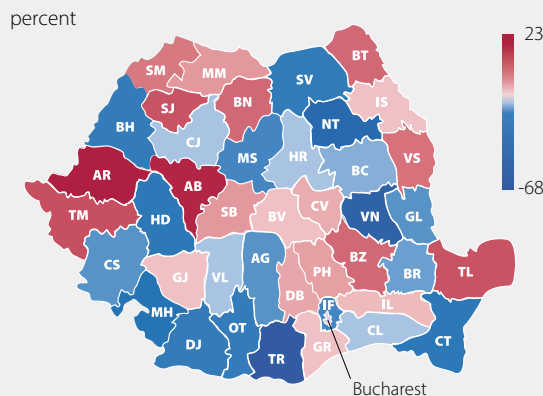 percent
23
-68
BT
SM
MM
SV
SJ
BN
IS
BH
CJ
NT
MS
HR
BC
VS
AR
AB
TM
HD
SB
BV
CV
VN
GL
CS
GJ
VL
AG
DB
PH
BZ
BR
TL
MH
IF
IL
DJ
OT
TR
GR
CL
CT
Bucharest